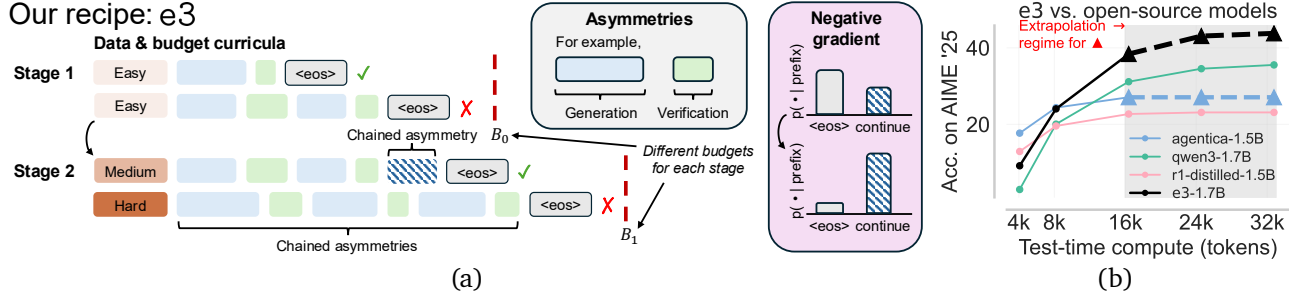 Our recipe: e3
Data & budget curricula
Stage 1
Easy
<eos>
✓
Easy
<eos>
✗
B0
Chained asymmetry
Stage 2
Medium
<eos>
✓
Hard
<eos>
✗
B1
Chained asymmetries
Different budgets
for each stage
Asymmetries
For example,
Generation
Verification
Negative
gradient
p( • | prefix)
<eos> continue
p( • | prefix)
<eos> continue
(a)
e3 vs. open-source models
Extrapolation →
regime for ▲
Acc. on AIME '25
40
20
agentica-1.5B
qwen3-1.7B
r1-distilled-1.5B
e3-1.7B
4k 8k 16k 24k 32k
Test-time compute (tokens)
(b)